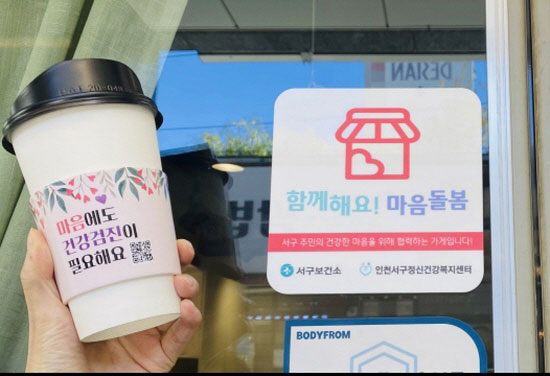 마음에도
건강검진이
필요해요
DESIAN
함께해요! 마음돌봄
서구 주민의 건강한 마음을 위해 협력하는 가게입니다!
서구보건소 인천서구정신건강복지센터
BODYFROM